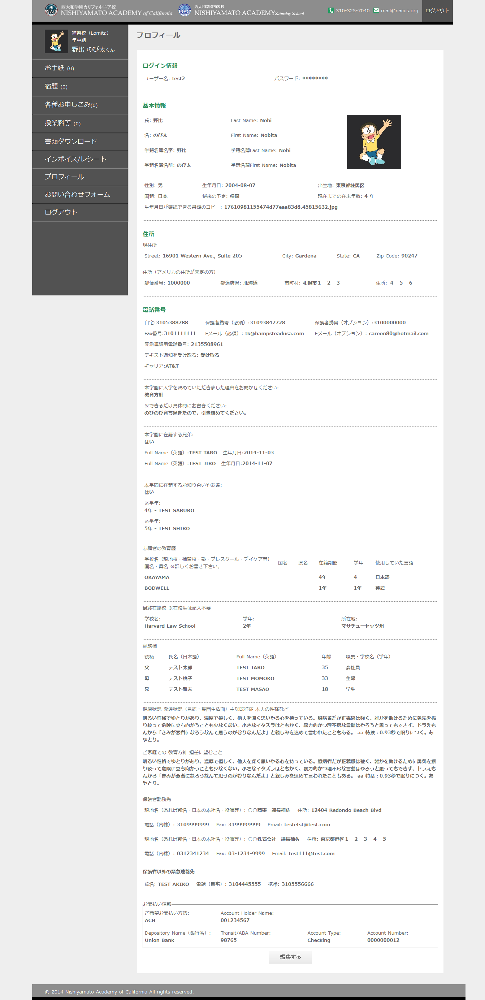 西大和学園カリフォルニア校
NISHIYAMATO ACADEMY of California
西大和学園補習校
NISHIYAMATO ACADEMY Saturday School
310-325-7040 mail@nacus.org ログアウト
補習校（Lomita）
年中組
野比 のび太くん
お手紙 (0)
宿題 (0)
各種お申しこみ(0)
授業料等 (0)
書類ダウンロード
インボイス/レシート
プロフィール
お問い合わせフォーム
ログアウト
プロフィール
ログイン情報
ユーザー名: test2 パスワード: ********
基本情報
氏: 野比 Last Name: Nobi
名: のび太 First Name: Nobita
学籍名簿名字: 野比 学籍名簿Last Name: Nobi
学籍名簿名前: のび太 学籍名簿First Name: Nobita
性別: 男 生年月日: 2004-08-07 出生地: 東京都練馬区
国籍: 日本 将来の予定: 帰国 現在までの在米年数: 4 年
生年月日が確認できる書類のコピー: 17610981155474d77eaa83d8.45815632.jpg
住所
現住所
Street: 16901 Western Ave., Suite 205 City: Gardena State: CA Zip Code: 90247
住所（アメリカの住所が未定の方）
郵便番号: 1000000 都道府県: 北海道 市町村: 札幌市１－２－３ 住所: ４－５－６
電話番号
自宅:3105388788 保護者携帯（必須）:31093847728 保護者携帯（オプション）:3100000000
Fax番号:3101111111 Eメール（必須）: tk@hampsteadusa.com Eメール（オプション）: careon80@hotmail.com
緊急連絡用電話番号: 2135508961
テキスト通知を受け取る: 受け取る
キャリア:AT&T
本学園に入学を決めていただきました理由をお聞かせください:
教育方針
※できるだけ具体的にお書きください:
のびのび育ち過ぎたので、引き締めてください。
本学園に在籍する兄弟:
はい
Full Name（英語）:TEST TARO 生年月日:2014-11-03
Full Name（英語）:TEST JIRO 生年月日:2014-11-07
本学園に在籍するお知り合いや友達:
はい
※学年:
4年 - TEST SABURO
※学年:
5年 - TEST SHIRO
志願者の教育歴
学校名（現地校・補習校・塾・プレスクール・デイケア等）
国名・県名 ※詳しくお書き下さい。 国名 県名 在籍期間 学年 使用していた言語
OKAYAMA 4年 4 日本語
BODWELL 1年 1年 英語
最終在籍校 ※在校生は記入不要
学校名: 学年: 所在地:
Harvard Law School 2年 マサチューセッツ州
家族欄
続柄 氏名（日本語） Full Name（英語） 年齢 職業・学校名（学年）
父 テスト太郎 TEST TARO 35 会社員
母 テスト桃子 TEST MOMOKO 33 主婦
兄 テスト雅夫 TEST MASAO 18 学生
健康状況 発達状況（言語・集団生活面）主な既往症 本人の性格など
明るい性格でゆとりがあり、温厚で優しく、他人を深く思いやる心を持っている。臆病者だが正義感は強く、誰かを助けるために勇気を振
り絞って危険に立ち向かうことも少なくない。小さなイタズラはともかく、暴力的かつ理不尽な言動はやろうと思ってもできず、ドラえも
んから「きみが悪者になろうなんて思うのがむりなんだよ」と親しみを込めて言われたこともある。 aa 特技：0.93秒で眠りにつく。あ
やとり。
ご家庭での 教育方針 担任に望むこと
明るい性格でゆとりがあり、温厚で優しく、他人を深く思いやる心を持っている。臆病者だが正義感は強く、誰かを助けるために勇気を振
り絞って危険に立ち向かうことも少なくない。小さなイタズラはともかく、暴力的かつ理不尽な言動はやろうと思ってもできず、ドラえも
んから「きみが悪者になろうなんて思うのがむりなんだよ」と親しみを込めて言われたこともある。 aa 特技：0.93秒で眠りにつく。あ
やとり。
保護者勤務先
現地名（あれば邦名・日本の本社名・役職等）: ○○商事 課長補佐 住所: 12404 Redondo Beach Blvd
電話（内線）: 3109999999 Fax: 3199999999 Email: testetst@test.com
現地名（あれば邦名・日本の本社名・役職等）: ○○株式会社 課長補佐 住所: 東京都港区１－２－３－４－５
電話（内線）: 0312341234 Fax: 03-1234-9999 Email: test111@test.com
保護者以外の緊急連絡先
氏名: TEST AKIKO 電話（自宅）: 3104445555 携帯: 3105556666
お支払い情報
ご希望お支払い方法: Account Holder Name:
ACH 001234567
Depository Name（銀行名）: Transit/ABA Number: Account Type: Account Number:
Union Bank 98765 Checking 0000000012
編集する
© 2014 Nishiyamato Academy of California All rights reserved.